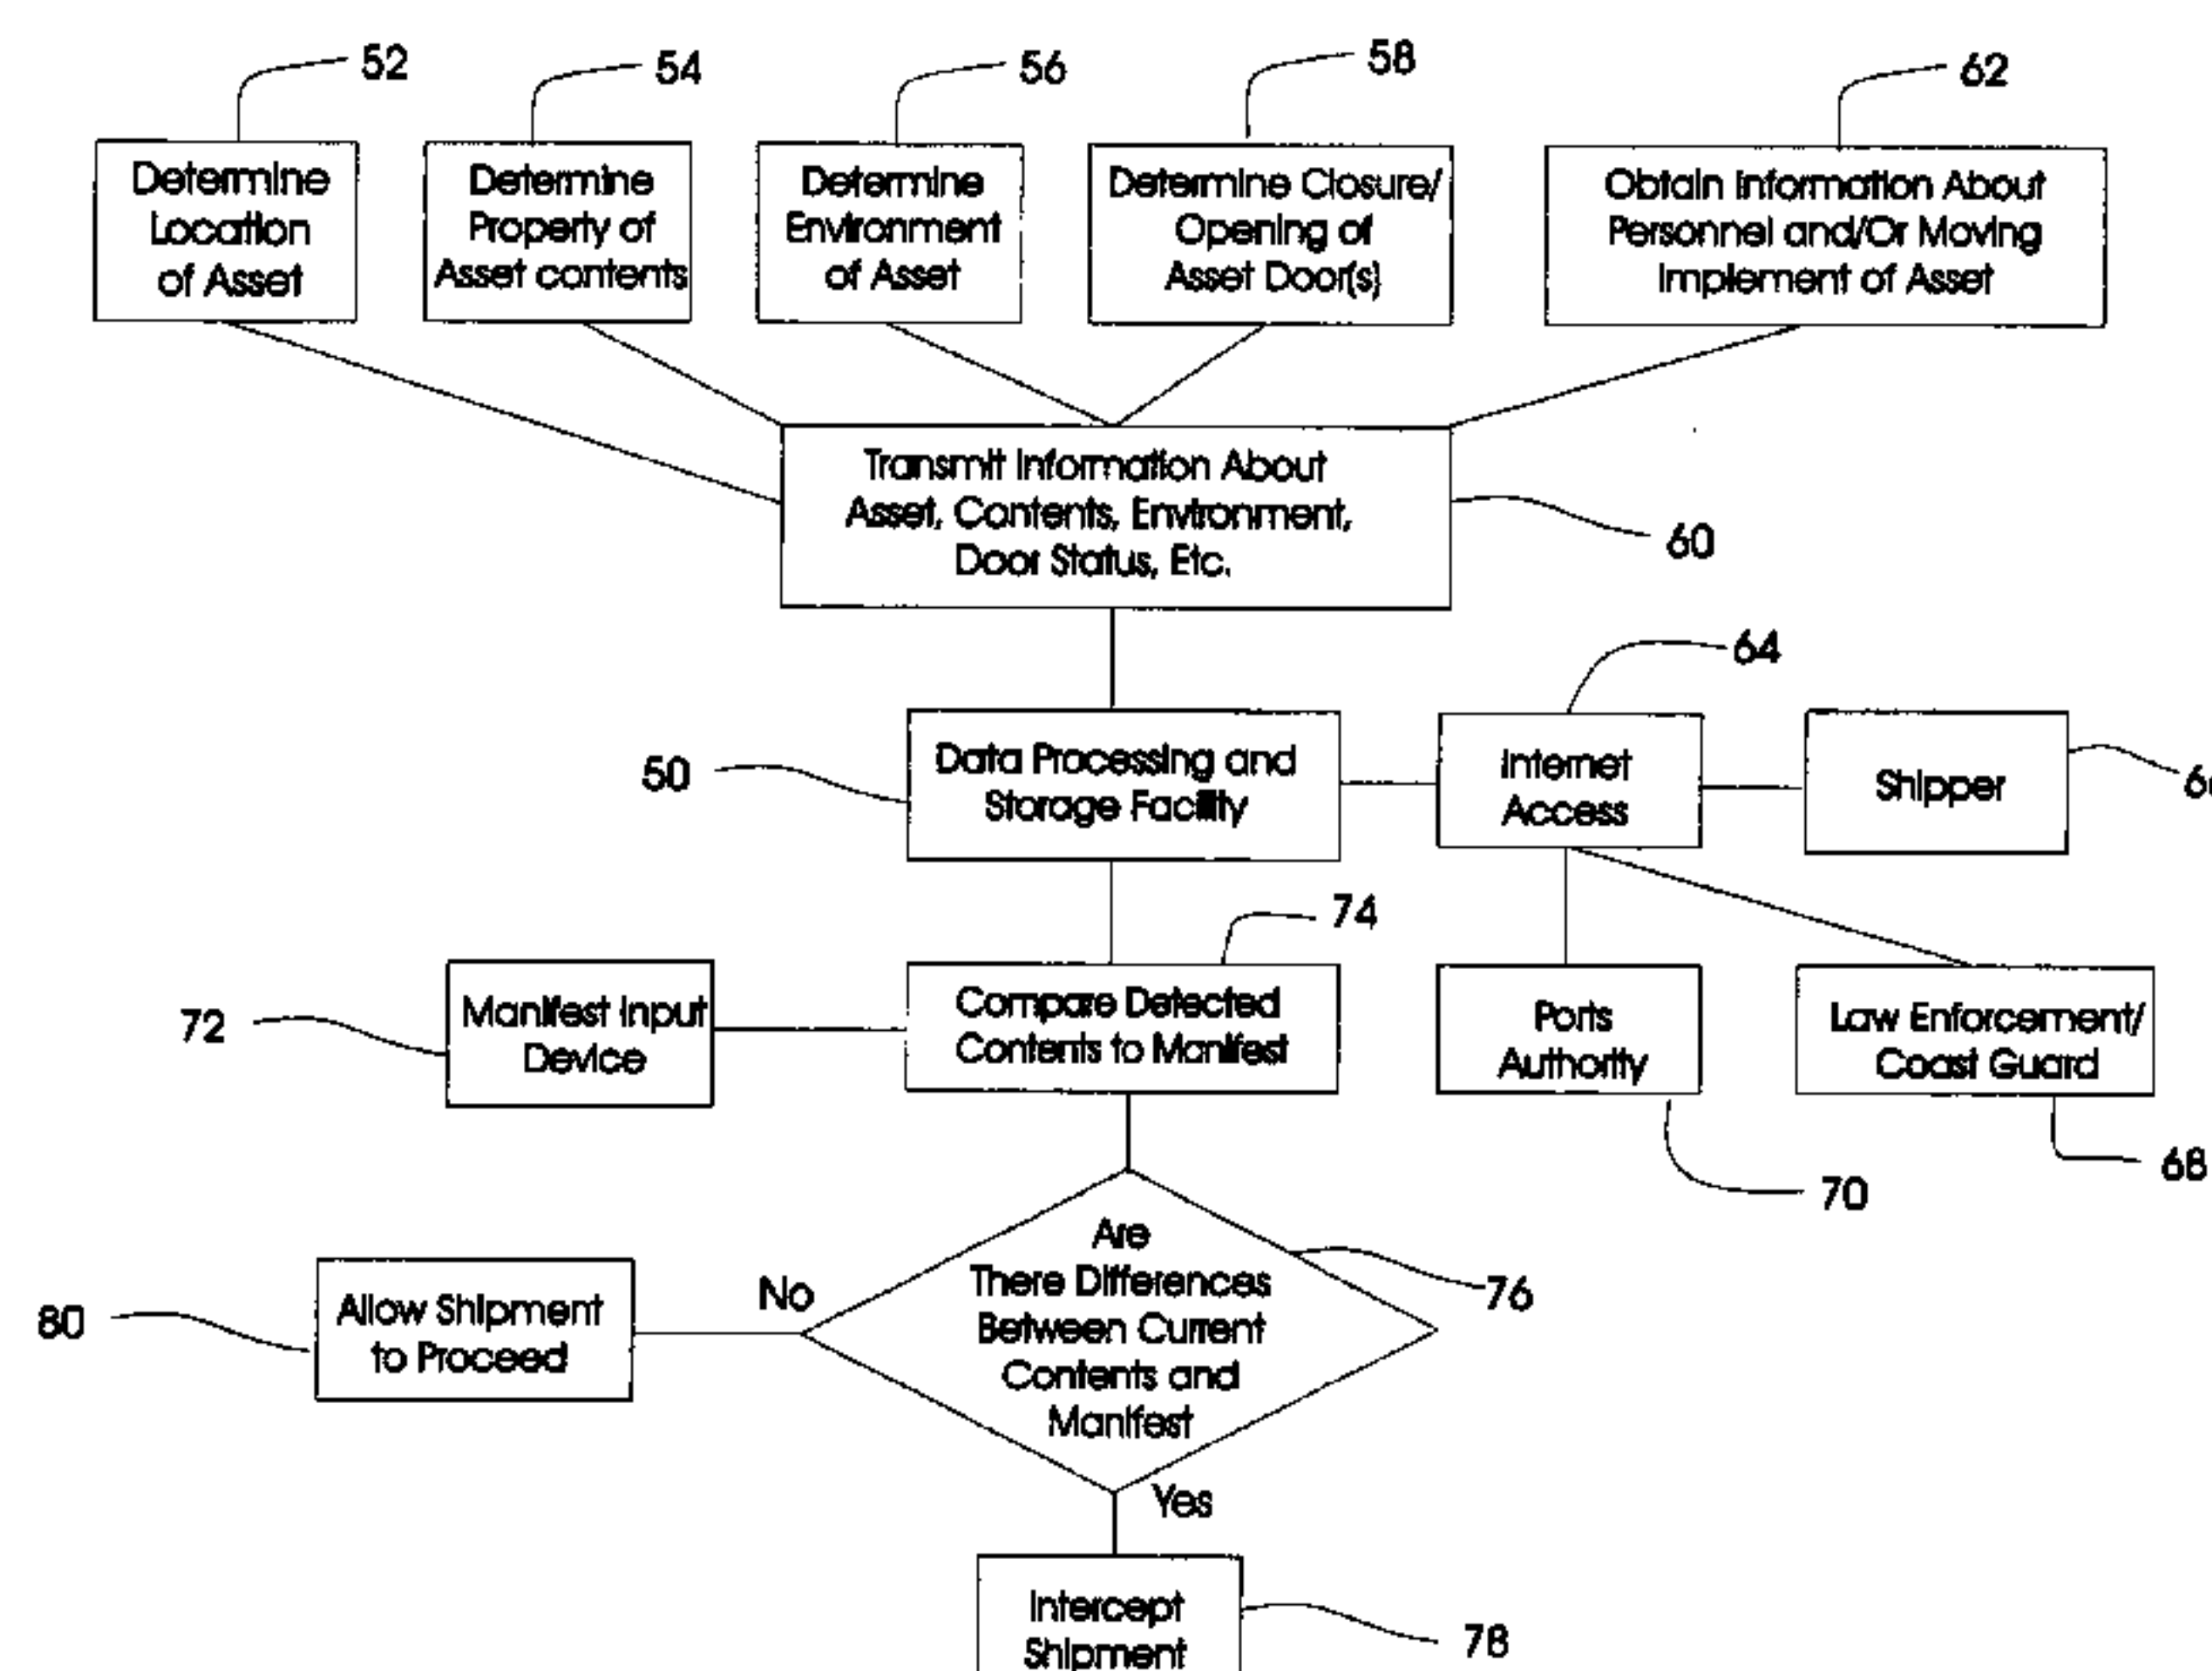 52
54
56
58
62
Determine
Location
of Asset
Determine
Property of
Asset contents
Determine
Environment
of Asset
Determine Closure/
Opening of
Asset Door(s)
Obtain Information About
Personnel and/Or Moving
Implement of Asset
Transmit Information About
Asset, Contents, Environment,
Door Status, Etc.
60
64
50
Data Processing and
Storage Facility
Internet
Access
Shipper
74
72
Manifest Input
Device
Compare Detected
Contents to Manifest
Ports
Authority
Law Enforcement/
Coast Guard
68
70
Are
There Differences
Between Current
Contents and
Manifest
76
No
80
Allow Shipment
to Proceed
Yes
Intercept
Shipment
78